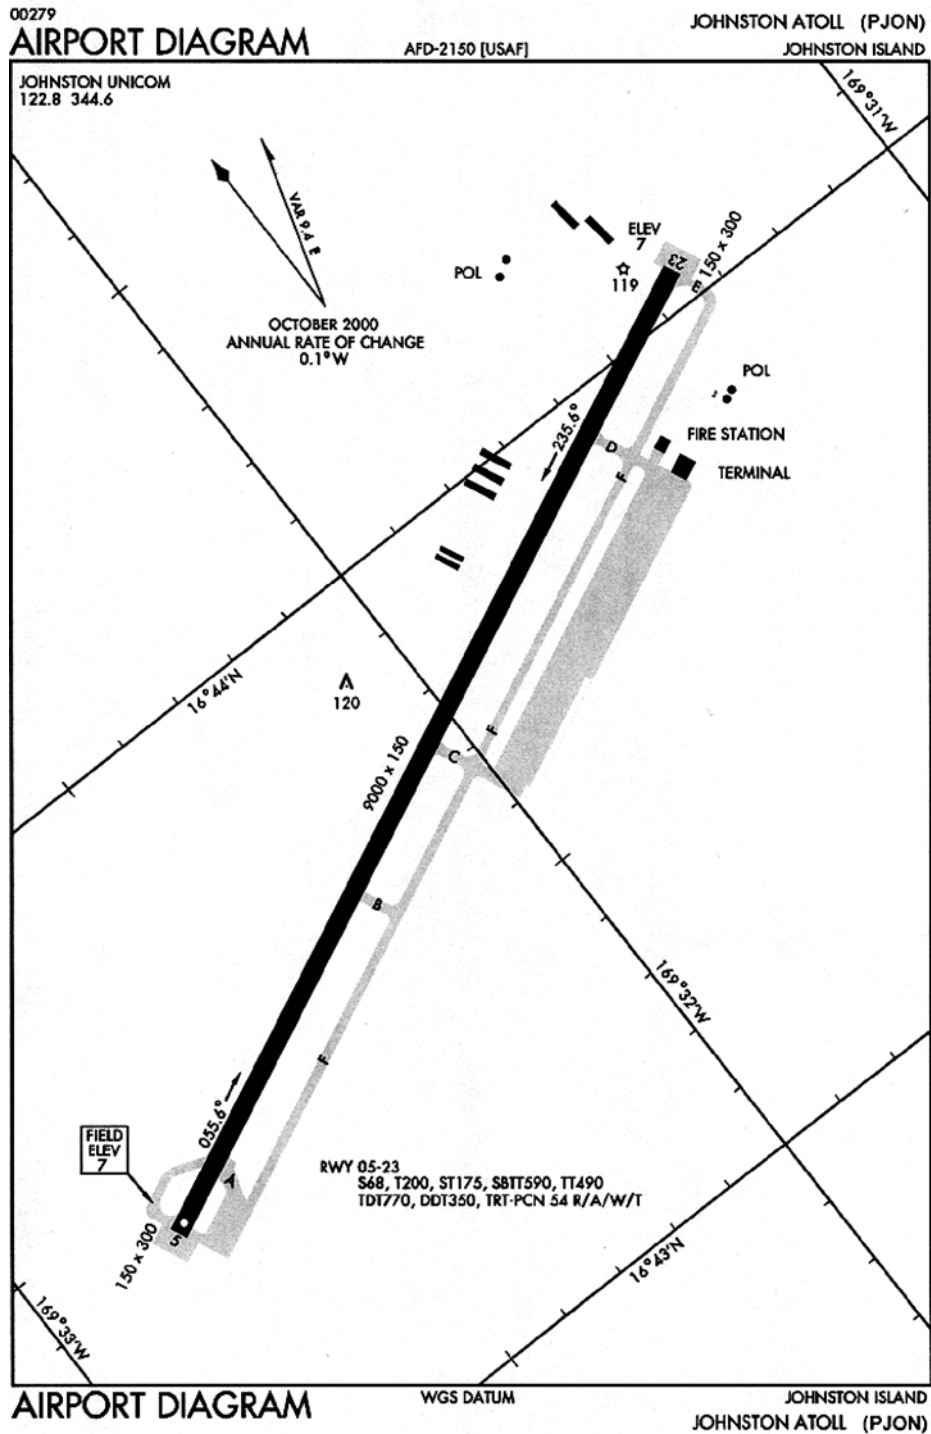 00279
AIRPORT DIAGRAM
AFD-2150 [USAF]
JOHNSTON ATOLL (PJON)
JOHNSTON ISLAND
JOHNSTON UNICOM
122.8 344.6
169°31'W
VAR 9.4 E
OCTOBER 2000
ANNUAL RATE OF CHANGE
0.1°W
POL
ELEV
7
119
23
150 x 300
E
POL
235.6°
D
F
FIRE STATION
TERMINAL
16°44'N
120
9000 x 150
F
C
B
169°32'W
F
055.6°
FIELD
ELEV
7
A
5
150 x 300
RWY 05-23
S68, T200, ST175, SBTT590, TT490
TDT770, DDT350, TRT-PCN 54 R/A/W/T
16°43'N
169°33'W
AIRPORT DIAGRAM
WGS DATUM
JOHNSTON ISLAND
JOHNSTON ATOLL (PJON)